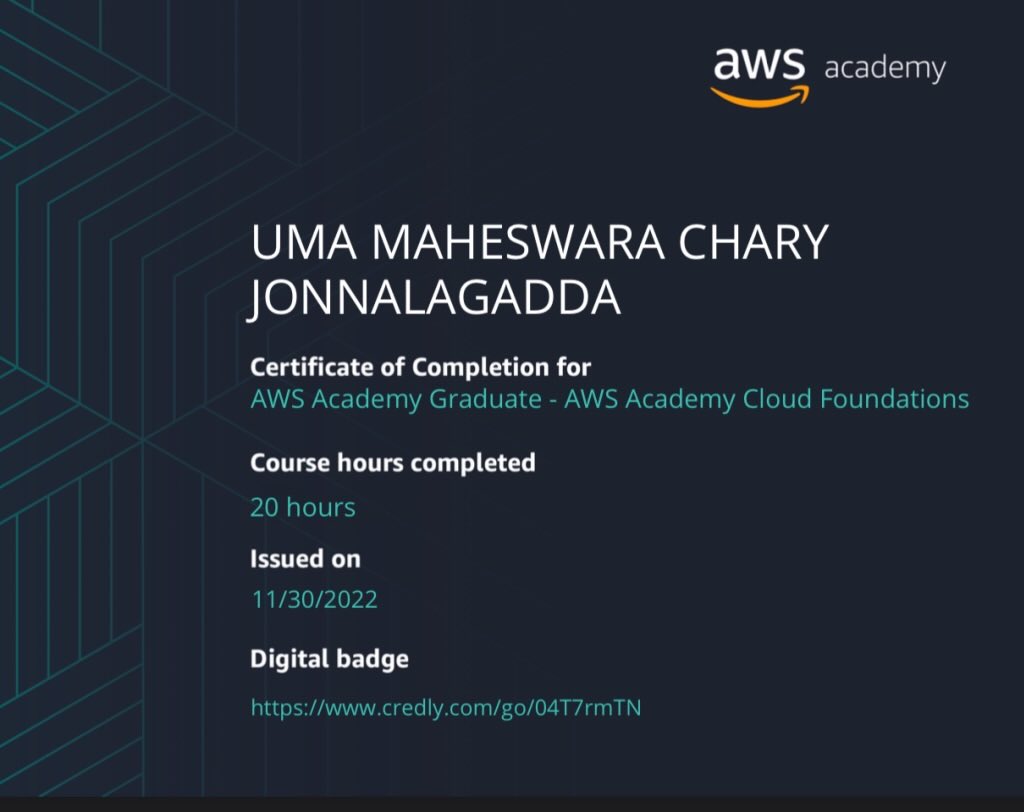 aws academy
UMA MAHESWARA CHARY
JONNALAGADDA
Certificate of Completion for
AWS Academy Graduate - AWS Academy Cloud Foundations
Course hours completed
20 hours
Issued on
11/30/2022
Digital badge
https://www.credly.com/go/04T7rmTN